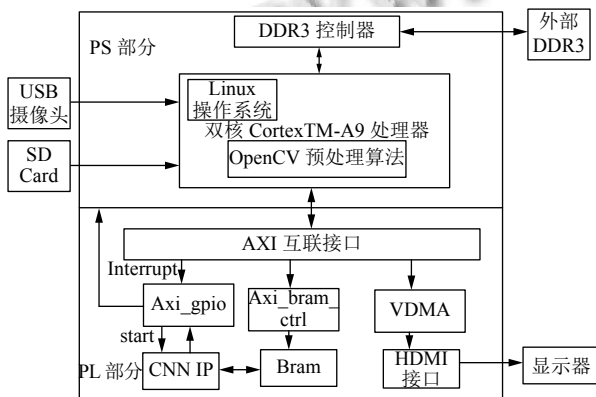 PS 部分
DDR3 控制器
外部
DDR3
USB
摄像头
Linux
操作系统
双核 CortexTM-A9 处理器
OpenCV 预处理算法
SD
Card
AXI 互联接口
Interrupt
Axi_gpio
Axi_bram_
ctrl
VDMA
start
PL 部分
CNN IP
Bram
HDMI
接口
显示器